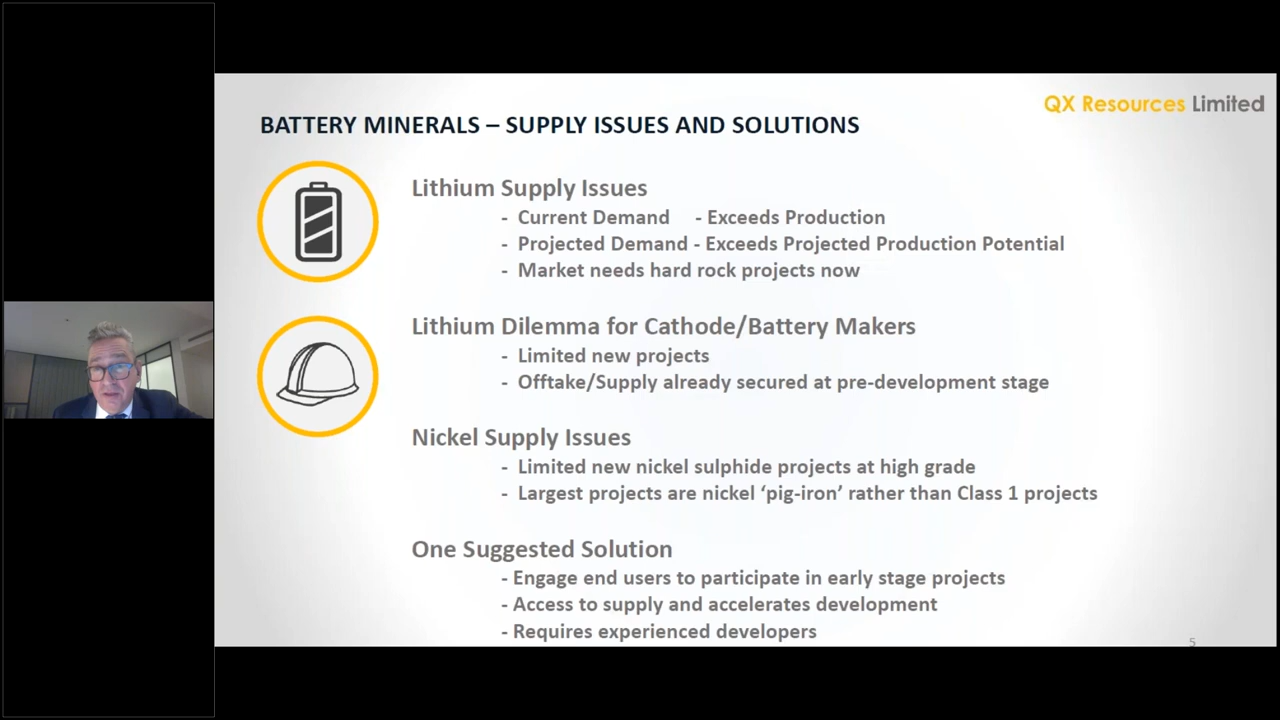 QX Resources Limited
BATTERY MINERALS – SUPPLY ISSUES AND SOLUTIONS
Lithium Supply Issues
- Current Demand - Exceeds Production
- Projected Demand - Exceeds Projected Production Potential
- Market needs hard rock projects now
Lithium Dilemma for Cathode/Battery Makers
- Limited new projects
- Offtake/Supply already secured at pre-development stage
Nickel Supply Issues
- Limited new nickel sulphide projects at high grade
- Largest projects are nickel ‘pig-iron’ rather than Class 1 projects
One Suggested Solution
- Engage end users to participate in early stage projects
- Access to supply and accelerates development
- Requires experienced developers
5